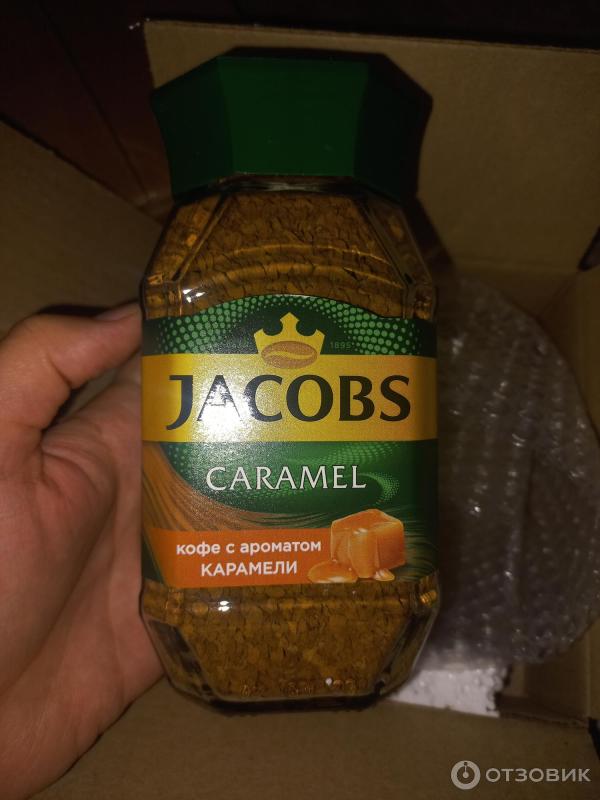 1895
JACOBS
CARAMEL
кофе с ароматом
КАРАМЕЛИ
ОТЗОВИК